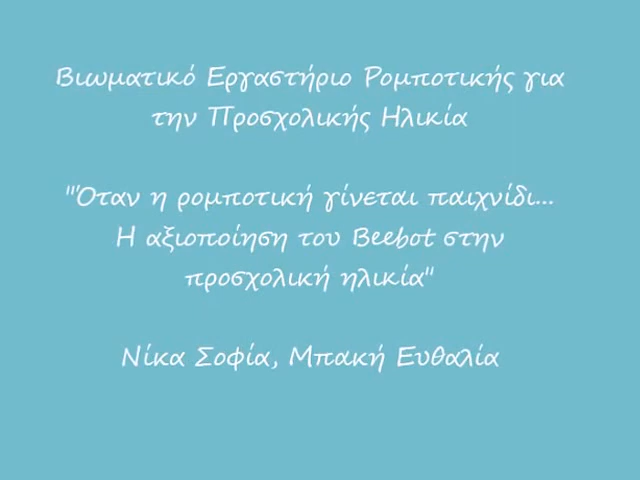 Βιωματικό Εργαστήριο Ρομποτικής για
την Προσχολικής Ηλικία
"Όταν η ρομποτική γίνεται παιχνίδι...
Η αξιοποίηση του Beebot στην
προσχολική ηλικία"
Νίκα Σοφία, Μπακή Ευθαλία